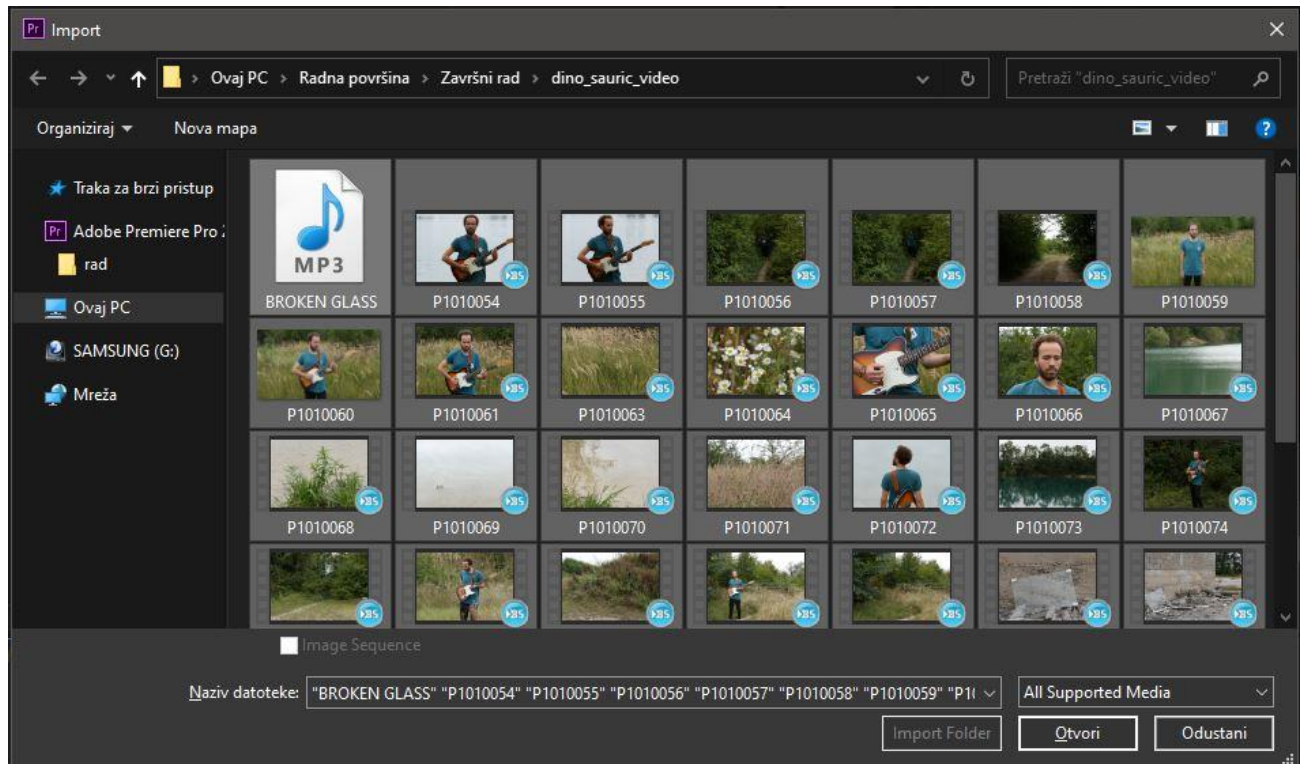 Pr Import
Ovaj PC > Radna površina > Završni rad > dino_sauric_video
Pretraži "dino_sauric_video"
Organiziraj
Nova mapa
?
Traka za brzi pristup
Pr Adobe Premiere Pro
rad
Ovaj PC
SAMSUNG (G:)
Mreža
MP3
BROKEN GLASS P1010054 P1010055 P1010056 P1010057 P1010058 P1010059
P1010060 P1010061 P1010063 P1010064 P1010065 P1010066 P1010067
P1010068 P1010069 P1010070 P1010071 P1010072 P1010073 P1010074
Image Sequence
Naziv datoteke: "BROKEN GLASS" "P1010054" "P1010055" "P1010056" "P1010057" "P1010058" "P1010059" "P1(
All Supported Media
Import Folder Otvori Odustani